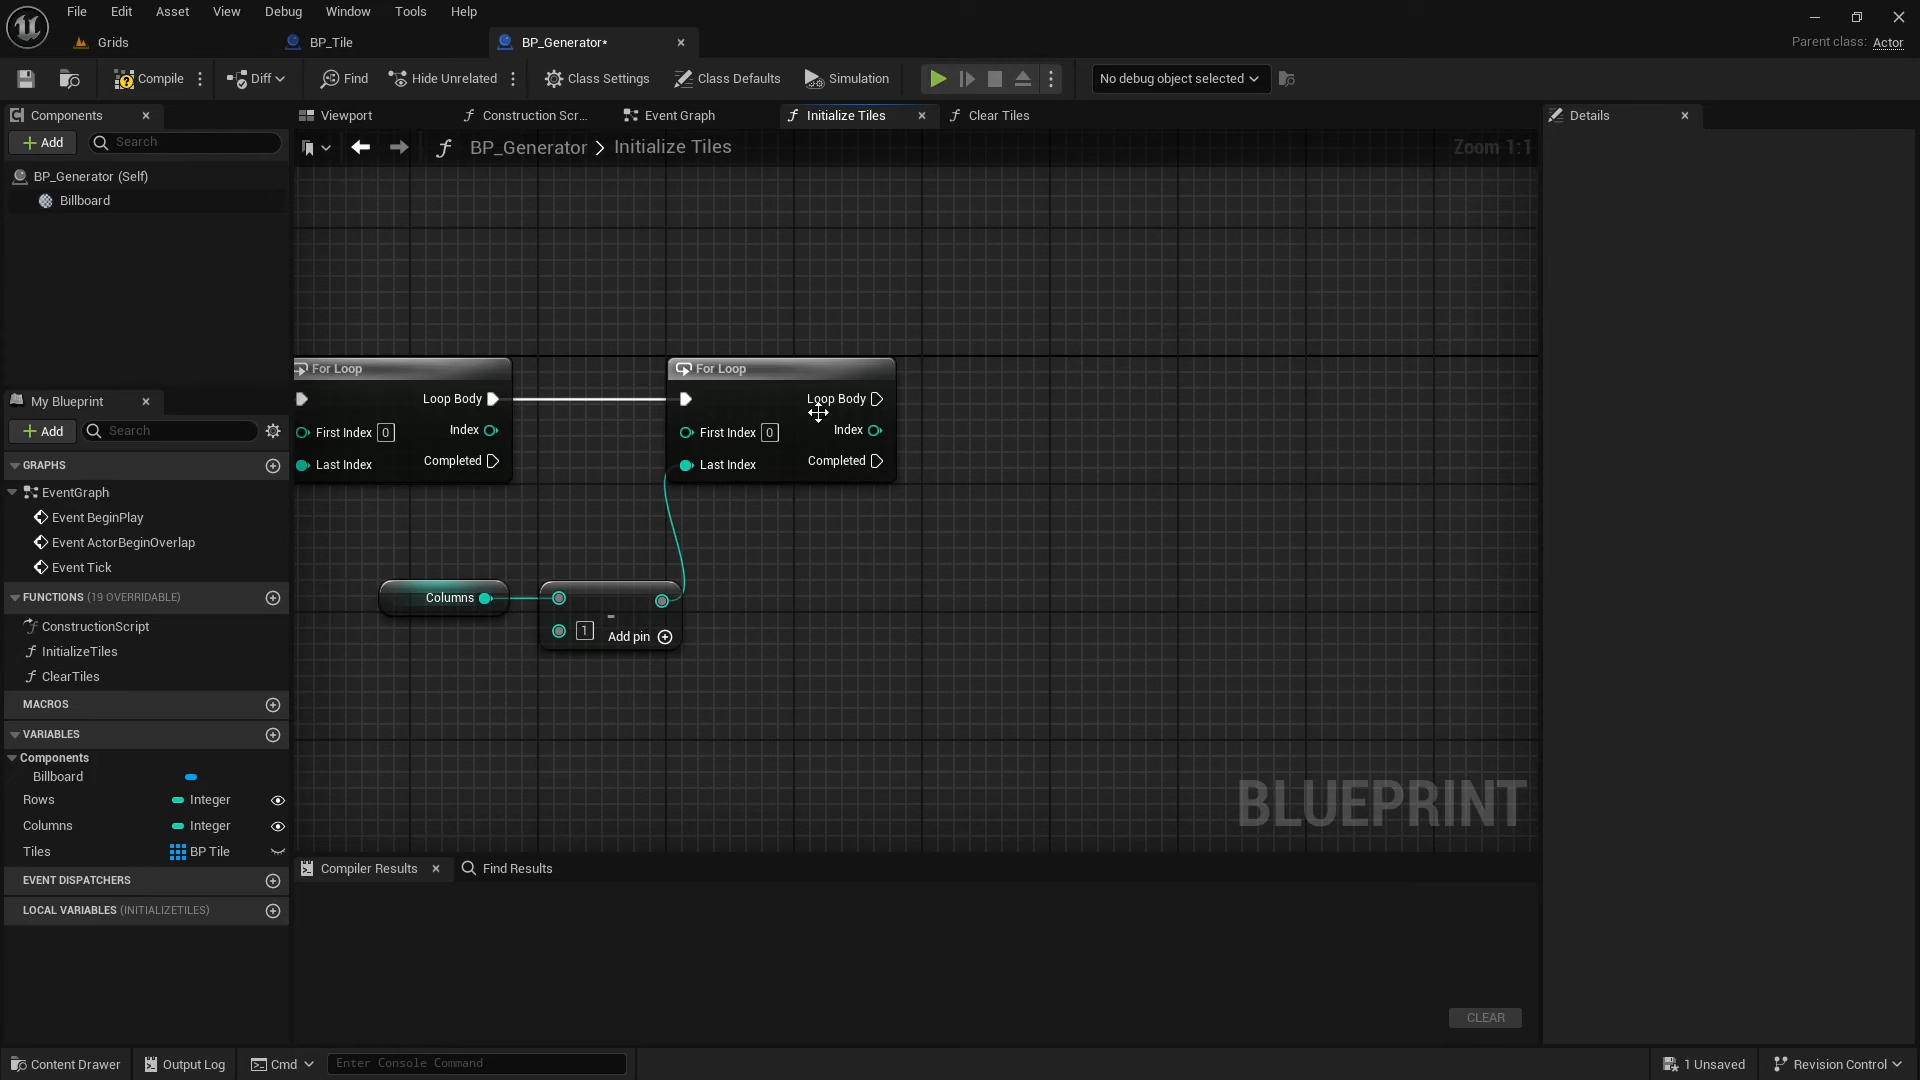 File Edit Asset View Debug Window Tools Help
Grids BP_Tile BP_Generator*
Parent class: Actor
Compile Diff Find Hide Unrelated Class Settings Class Defaults Simulation No debug object selected
Components Viewport Construction Scr... Event Graph Initialize Tiles Clear Tiles Details
Add Search
BP_Generator > Initialize Tiles Zoom 1:1
BP_Generator (Self)
Billboard
For Loop For Loop
Loop Body Loop Body
First Index 0 Index First Index 0 Index
Last Index Completed Last Index Completed
Columns
-
1 Add pin
BLUEPRINT
My Blueprint
Add Search
GRAPHS
EventGraph
Event BeginPlay
Event ActorBeginOverlap
Event Tick
FUNCTIONS (19 OVERRIDABLE)
ConstructionScript
InitializeTiles
ClearTiles
MACROS
VARIABLES
Components
Billboard
Rows Integer
Columns Integer
Tiles BP Tile
EVENT DISPATCHERS
LOCAL VARIABLES (INITIALIZETILES)
Compiler Results Find Results
CLEAR
Content Drawer Output Log Cmd Enter Console Command 1 Unsaved Revision Control